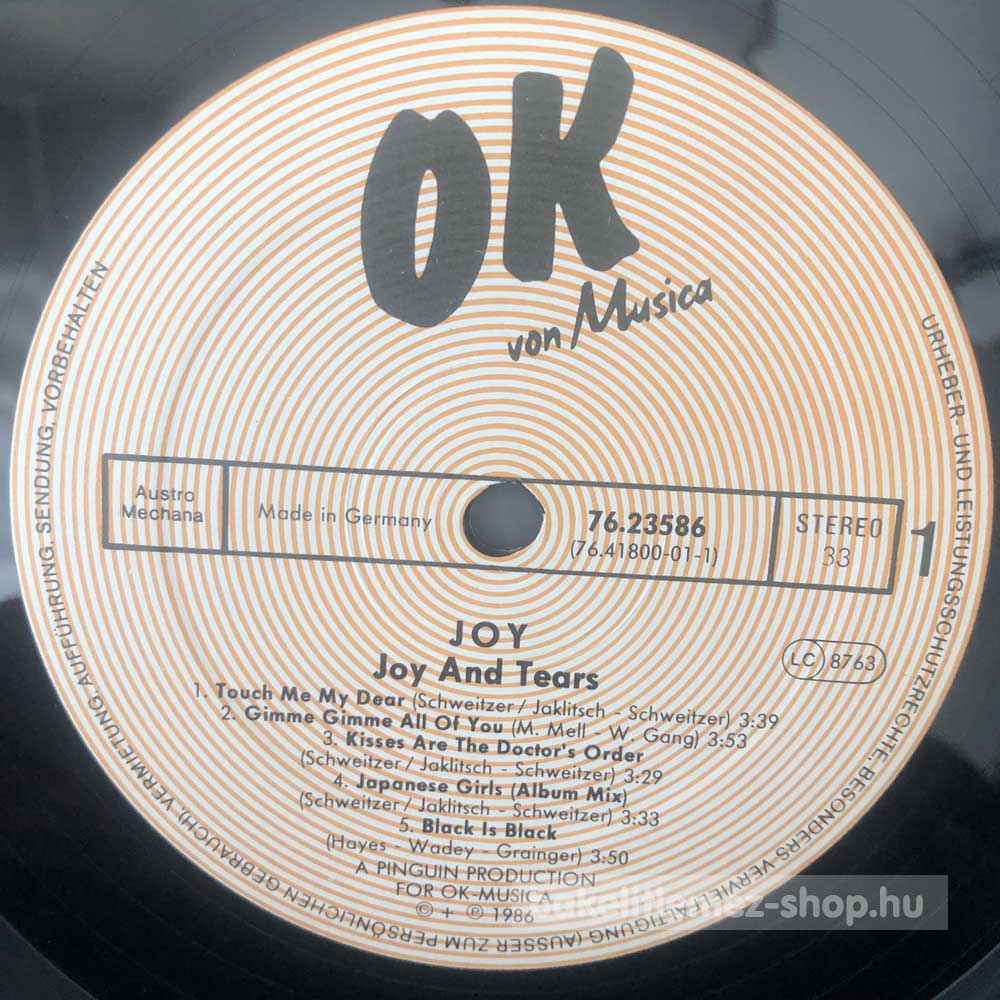 OK
von Musica
URHEBER- UND LEISTUNGSSCHUTZRECHTE, BESONDERS VERVIELFÄLTIGUNG (AUSSER ZUM PERSÖNLICHEN GEBRAUCH), VERMIETUNG, AUFFÜHRUNG, SENDUNG, VORBEHALTEN
Austro
Mechana
Made in Germany
76.23586
(76.41800-01-1)
STEREO
33
1
JOY
Joy And Tears
LC 8763
1. Touch Me My Dear (Schweitzer / Jaklitsch - Schweitzer) 3:39
2. Gimme Gimme All Of You (M. Mell - W. Gang) 3:53
3. Kisses Are The Doctor's Order
(Schweitzer / Jaklitsch - Schweitzer) 3:29
4. Japanese Girls (Album Mix)
(Schweitzer / Jaklitsch - Schweitzer) 3:33
5. Black Is Black
(Hayes - Wadey - Grainger) 3:50
A PINGUIN PRODUCTION
FOR OK-MUSICA
© + ℗ 1986
bakelitlemez-shop.hu